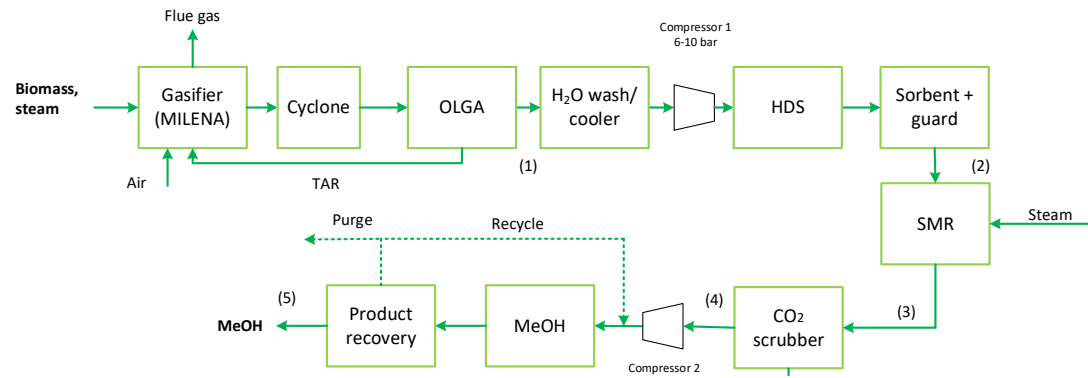 Flue gas
Compressor 1
6-10 bar
Biomass,
steam
Gasifier
(MILENA)
Cyclone
OLGA
H₂O wash/
cooler
HDS
Sorbent +
guard
Air
TAR
(1)
(2)
SMR
Steam
Purge
Recycle
(5)
MeOH
Product
recovery
MeOH
(4)
CO₂
scrubber
(3)
Compressor 2